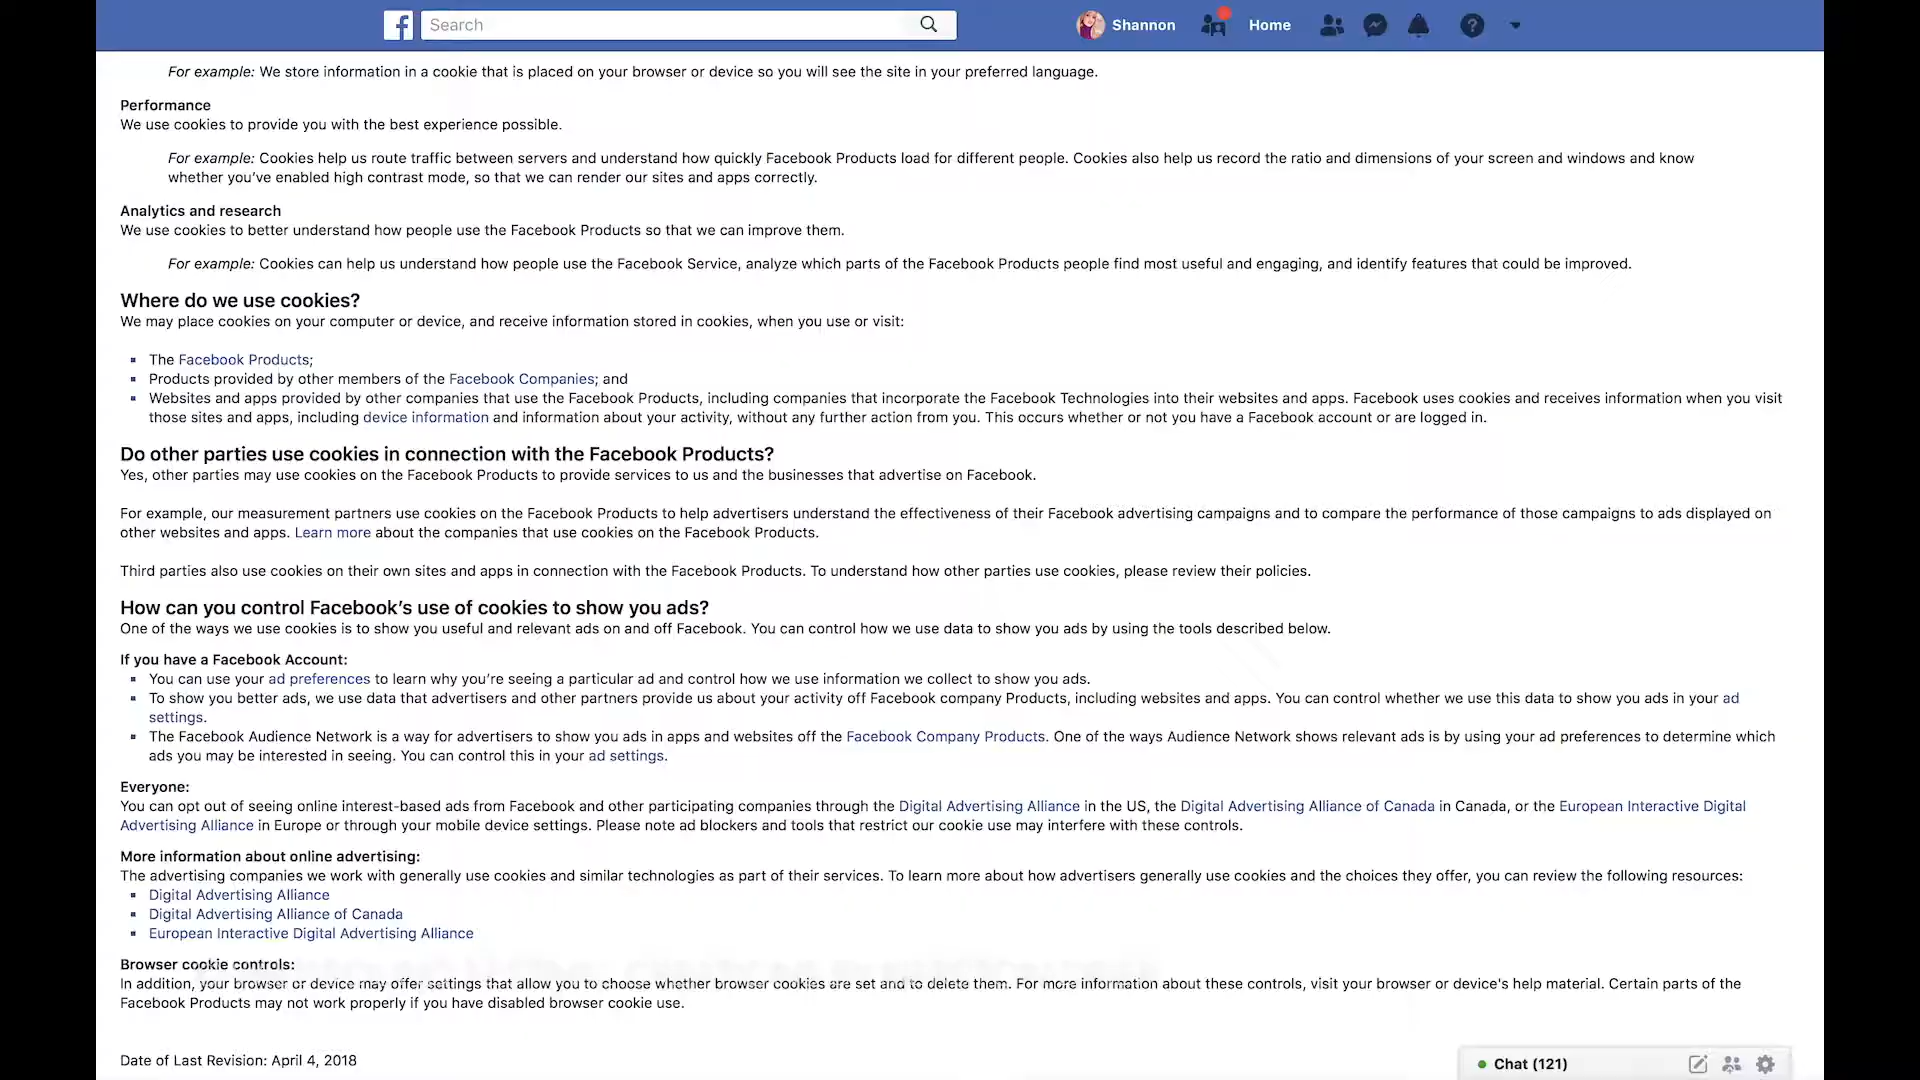 Search
Shannon
Home
For example: We store information in a cookie that is placed on your browser or device so you will see the site in your preferred language.
Performance
We use cookies to provide you with the best experience possible.
For example: Cookies help us route traffic between servers and understand how quickly Facebook Products load for different people. Cookies also help us record the ratio and dimensions of your screen and windows and know
whether you’ve enabled high contrast mode, so that we can render our sites and apps correctly.
Analytics and research
We use cookies to better understand how people use the Facebook Products so that we can improve them.
For example: Cookies can help us understand how people use the Facebook Service, analyze which parts of the Facebook Products people find most useful and engaging, and identify features that could be improved.
Where do we use cookies?
We may place cookies on your computer or device, and receive information stored in cookies, when you use or visit:
The Facebook Products;
Products provided by other members of the Facebook Companies; and
Websites and apps provided by other companies that use the Facebook Products, including companies that incorporate the Facebook Technologies into their websites and apps. Facebook uses cookies and receives information when you visit
those sites and apps, including device information and information about your activity, without any further action from you. This occurs whether or not you have a Facebook account or are logged in.
Do other parties use cookies in connection with the Facebook Products?
Yes, other parties may use cookies on the Facebook Products to provide services to us and the businesses that advertise on Facebook.
For example, our measurement partners use cookies on the Facebook Products to help advertisers understand the effectiveness of their Facebook advertising campaigns and to compare the performance of those campaigns to ads displayed on
other websites and apps. Learn more about the companies that use cookies on the Facebook Products.
Third parties also use cookies on their own sites and apps in connection with the Facebook Products. To understand how other parties use cookies, please review their policies.
How can you control Facebook’s use of cookies to show you ads?
One of the ways we use cookies is to show you useful and relevant ads on and off Facebook. You can control how we use data to show you ads by using the tools described below.
If you have a Facebook Account:
You can use your ad preferences to learn why you’re seeing a particular ad and control how we use information we collect to show you ads.
To show you better ads, we use data that advertisers and other partners provide us about your activity off Facebook company Products, including websites and apps. You can control whether we use this data to show you ads in your ad
settings.
The Facebook Audience Network is a way for advertisers to show you ads in apps and websites off the Facebook Company Products. One of the ways Audience Network shows relevant ads is by using your ad preferences to determine which
ads you may be interested in seeing. You can control this in your ad settings.
Everyone:
You can opt out of seeing online interest-based ads from Facebook and other participating companies through the Digital Advertising Alliance in the US, the Digital Advertising Alliance of Canada in Canada, or the European Interactive Digital
Advertising Alliance in Europe or through your mobile device settings. Please note ad blockers and tools that restrict our cookie use may interfere with these controls.
More information about online advertising:
The advertising companies we work with generally use cookies and similar technologies as part of their services. To learn more about how advertisers generally use cookies and the choices they offer, you can review the following resources:
Digital Advertising Alliance
Digital Advertising Alliance of Canada
European Interactive Digital Advertising Alliance
Browser cookie controls:
In addition, your browser or device may offer settings that allow you to choose whether browser cookies are set and to delete them. For more information about these controls, visit your browser or device's help material. Certain parts of the
Facebook Products may not work properly if you have disabled browser cookie use.
Date of Last Revision: April 4, 2018
Chat (121)